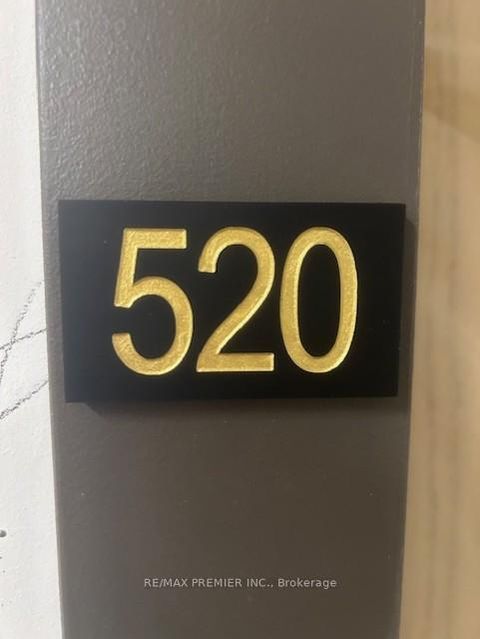 520
RE/MAX PREMIER INC., Brokerage